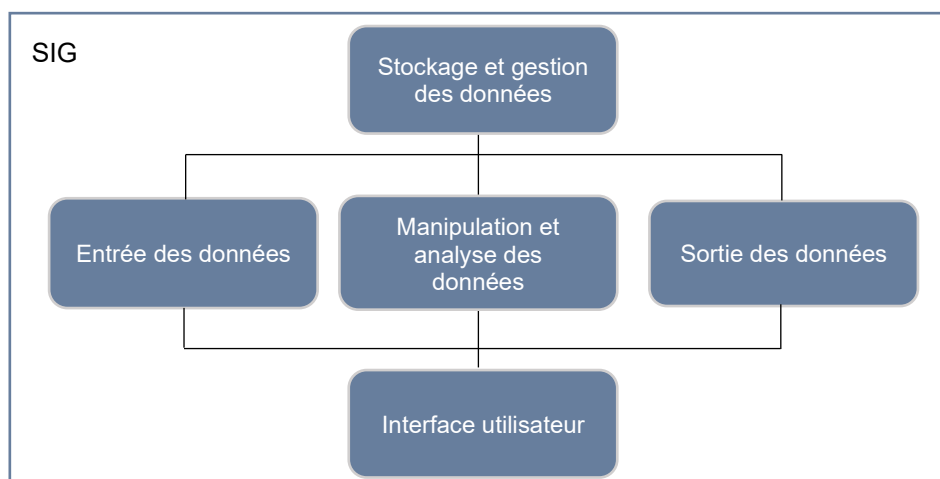 SIG
Stockage et gestion
des données
Entrée des données
Manipulation et
analyse des
données
Sortie des données
Interface utilisateur